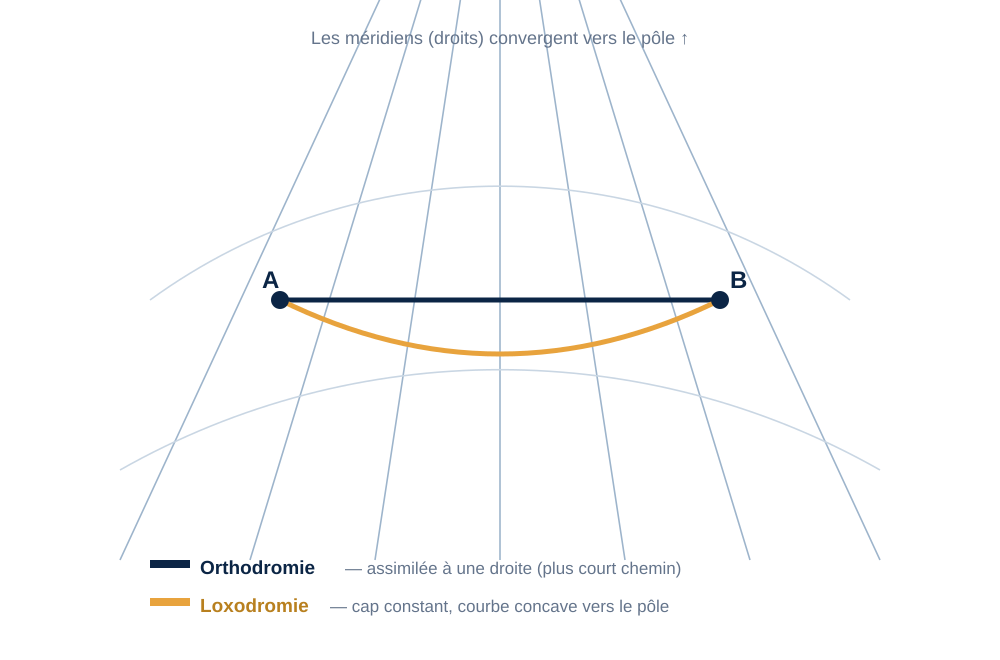 Les méridiens (droits) convergent vers le pôle ↑
A
B
Orthodromie — assimilée à une droite (plus court chemin)
Loxodromie — cap constant, courbe concave vers le pôle